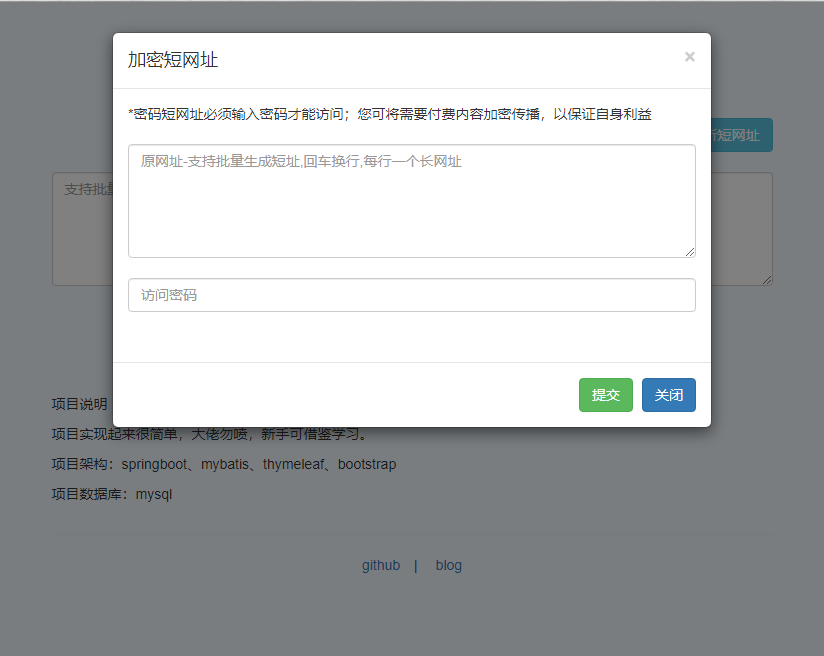 加密短网址
×
*密码短网址必须输入密码才能访问；您可将需要付费内容加密传播，以保证自身利益
短网址
原网址-支持批量生成短址,回车换行,每行一个长网址
支持批
访问密码
提交 关闭
项目说明
项目实现起来很简单，大佬勿喷，新手可借鉴学习。
项目架构：springboot、mybatis、thymeleaf、bootstrap
项目数据库：mysql
github | blog